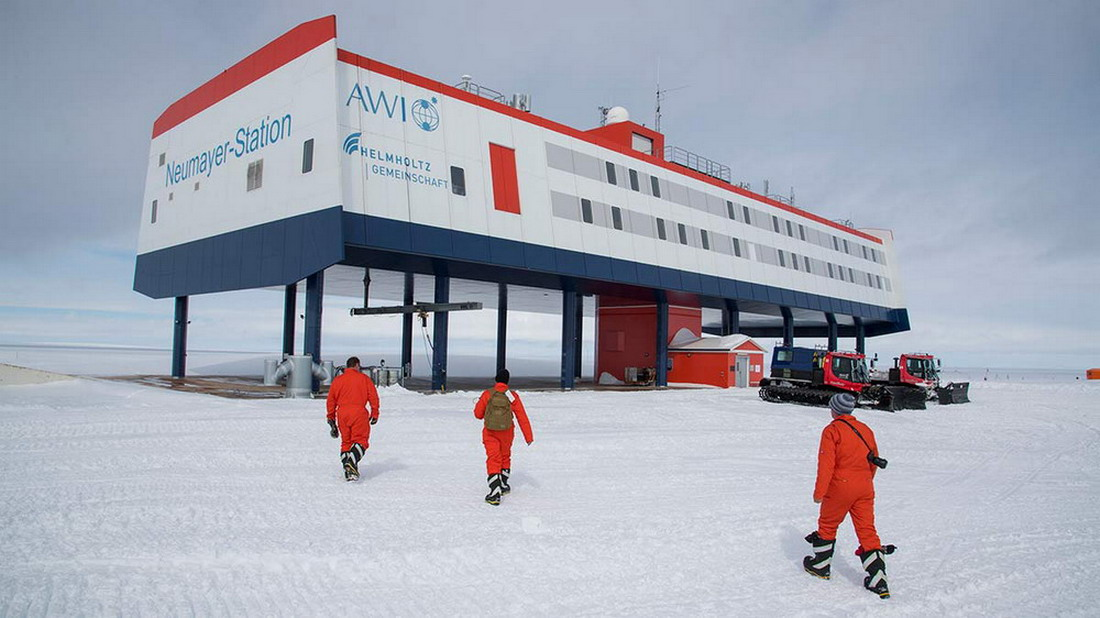 Neumayer-Station
AWI
HELMHOLTZ
GEMEINSCHAFT